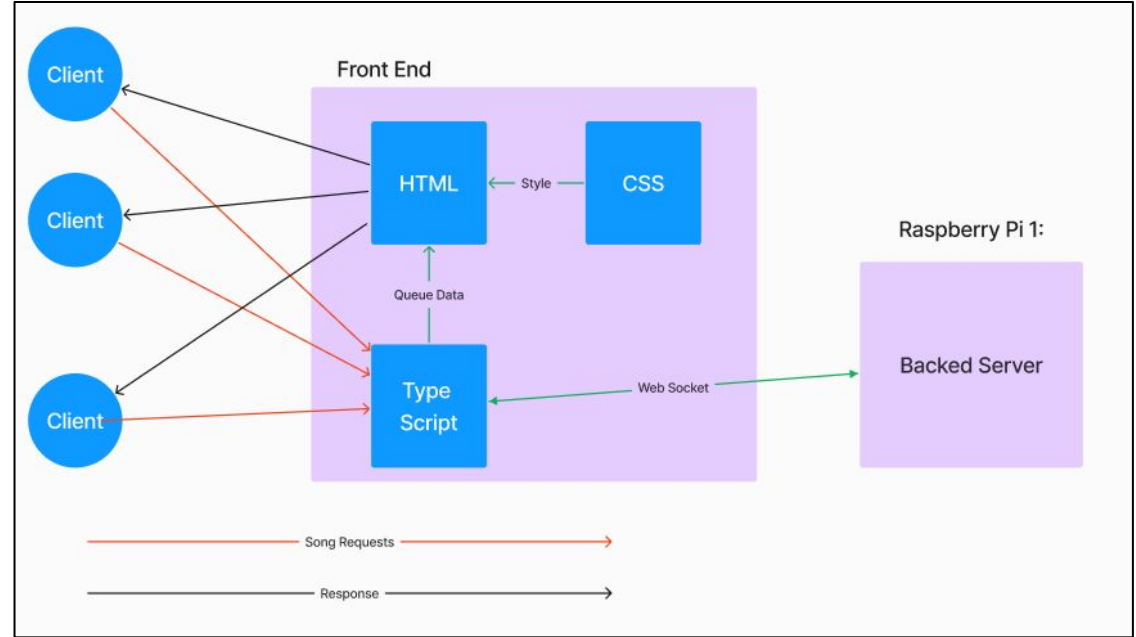 Client
Front End
HTML
Style
CSS
Client
Raspberry Pi 1:
Queue Data
Backed Server
Type
Script
Web Socket
Client
Song Requests
Response